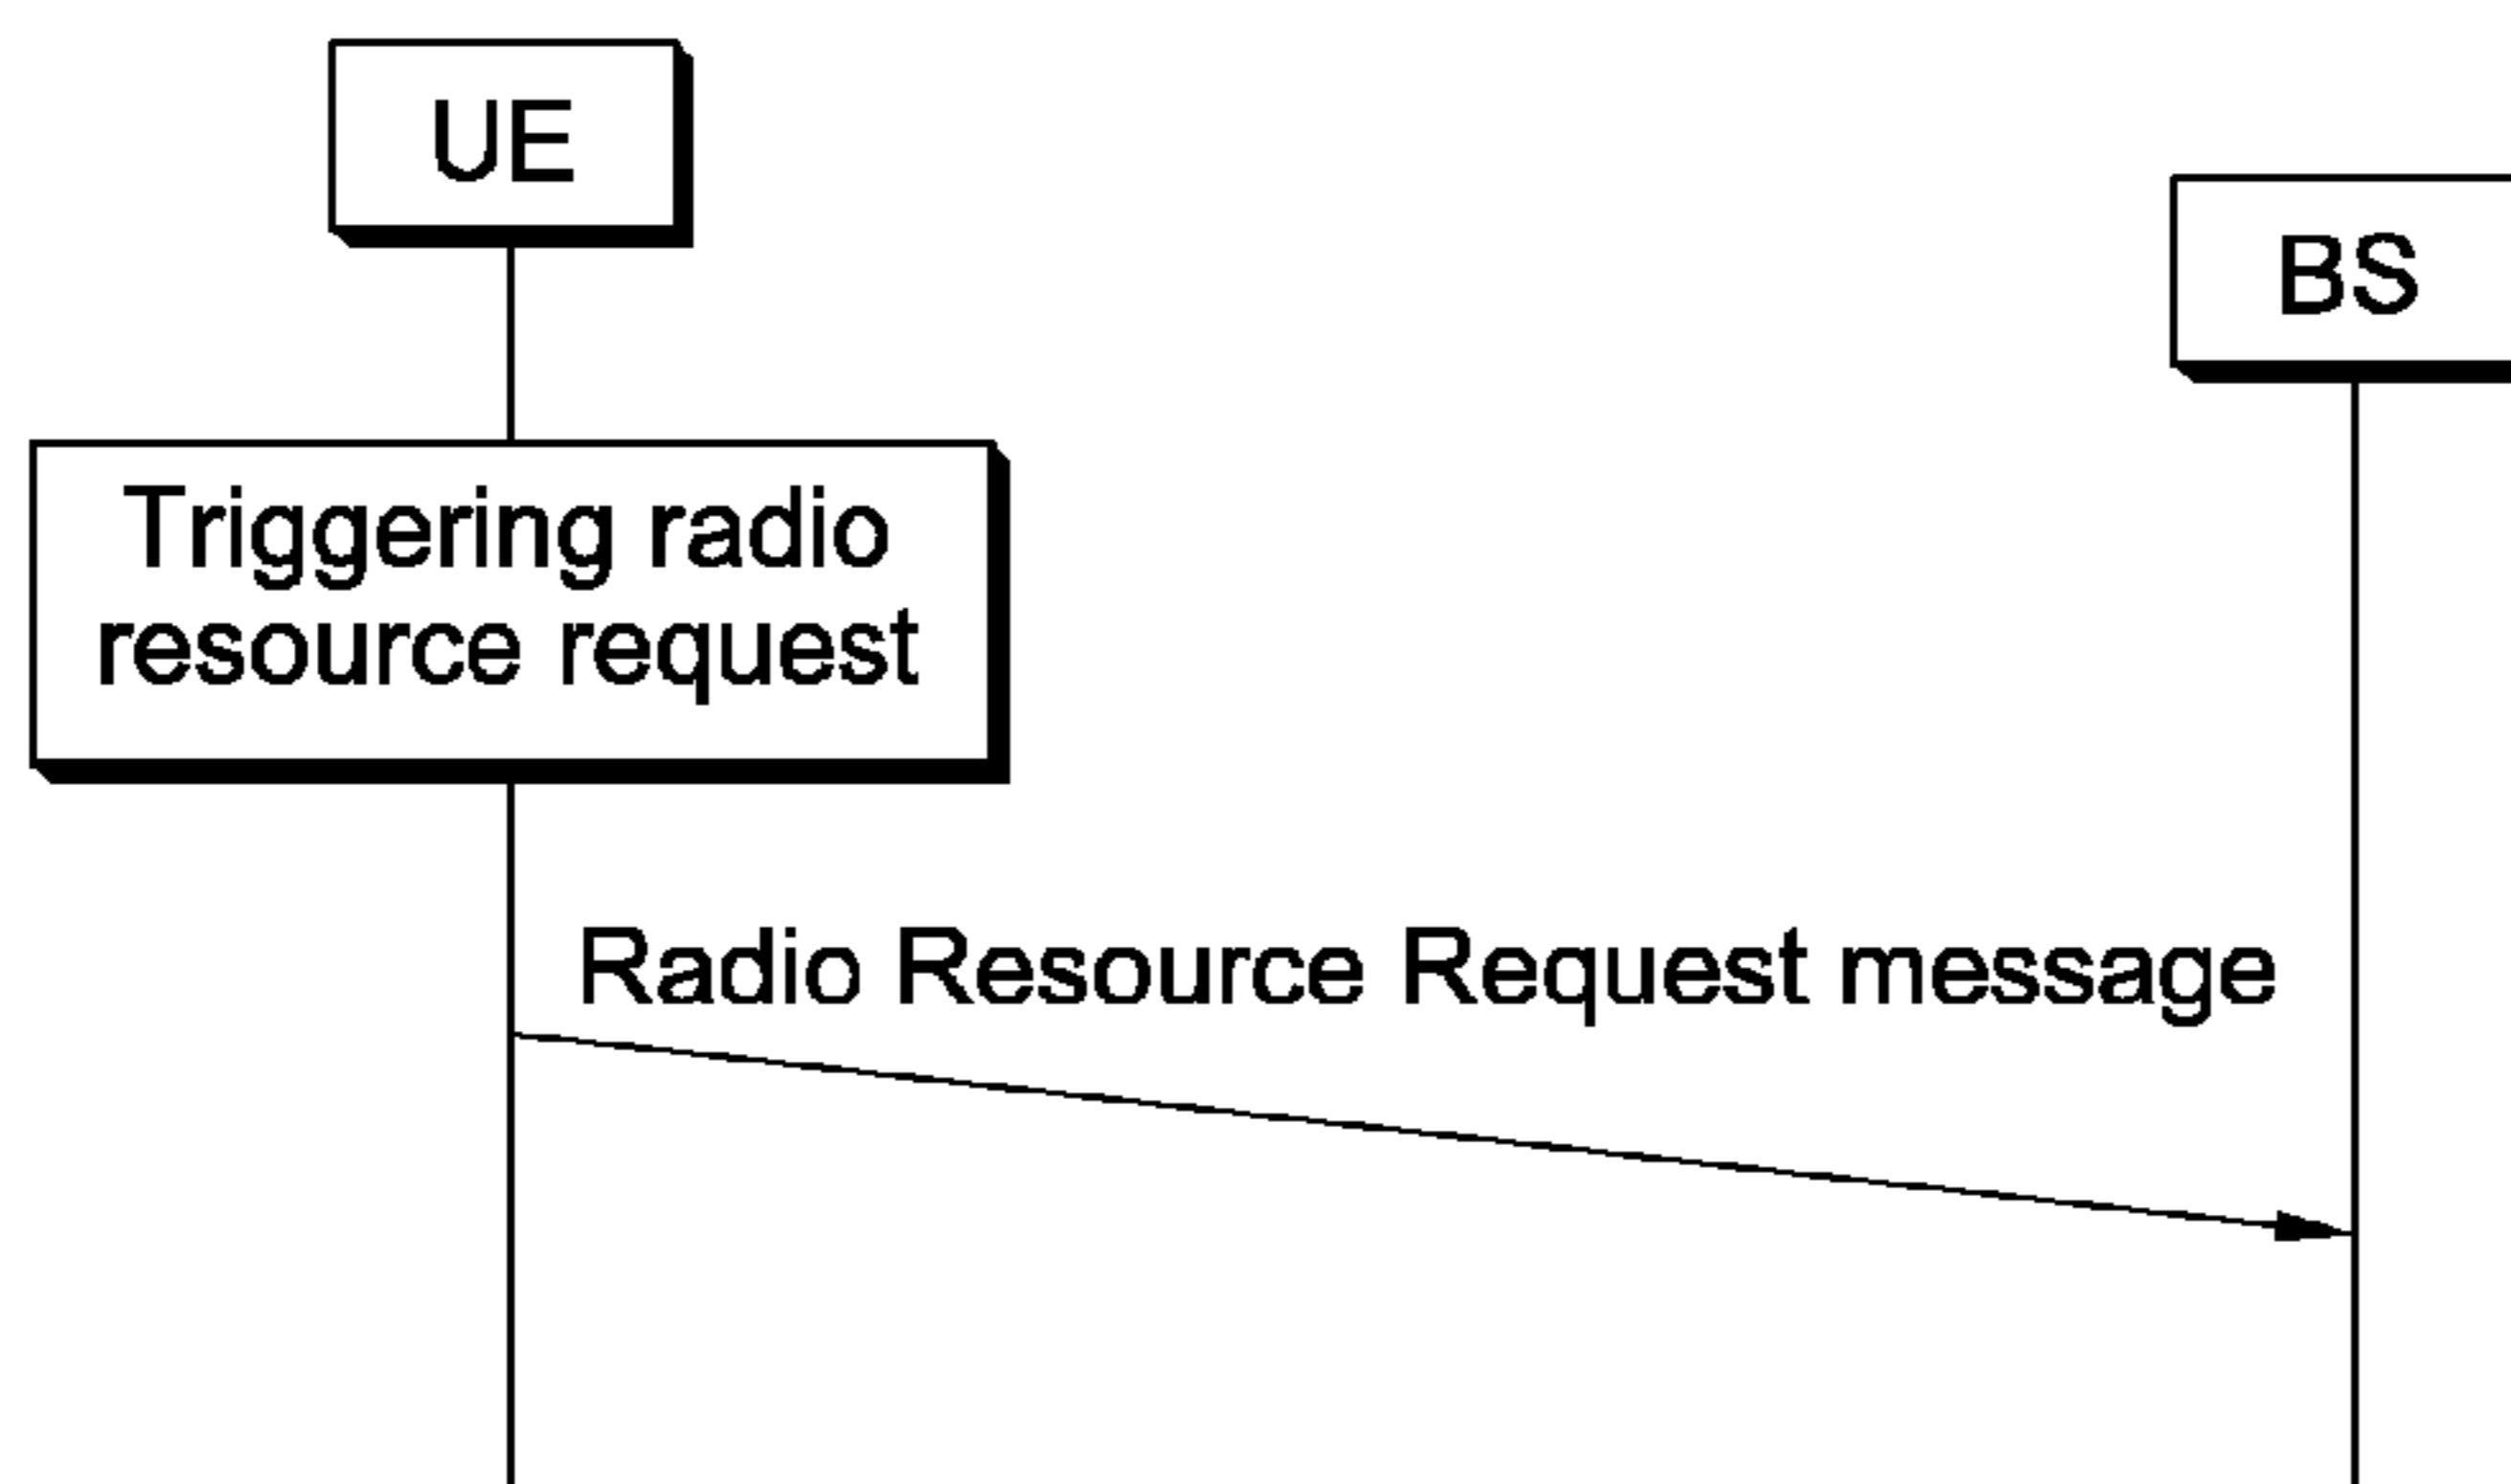 UE
BS
Triggering radio
resource request
Radio Resource Request message